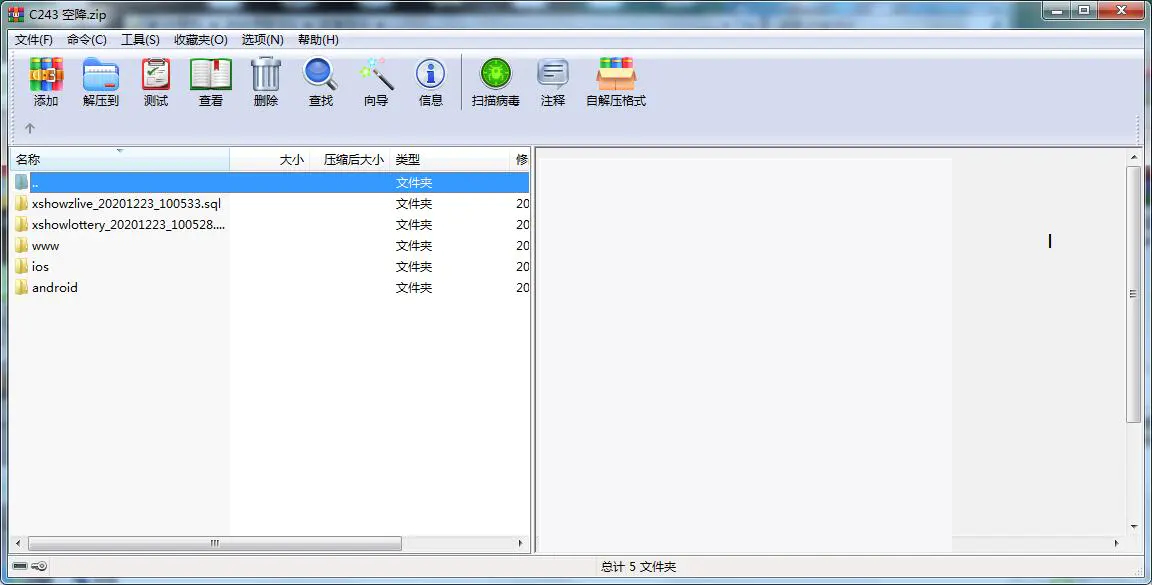 C243 空降.zip
文件(F) 命令(C) 工具(S) 收藏夹(O) 选项(N) 帮助(H)
添加 解压到 测试 查看 删除 查找 向导 信息 扫描病毒 注释 自解压格式
名称 大小 压缩后大小 类型 修
.. 文件夹
xshowzlive_20201223_100533.sql 文件夹 20
xshowlottery_20201223_100528.... 文件夹 20
www 文件夹 20
ios 文件夹 20
android 文件夹 20
总计 5 文件夹